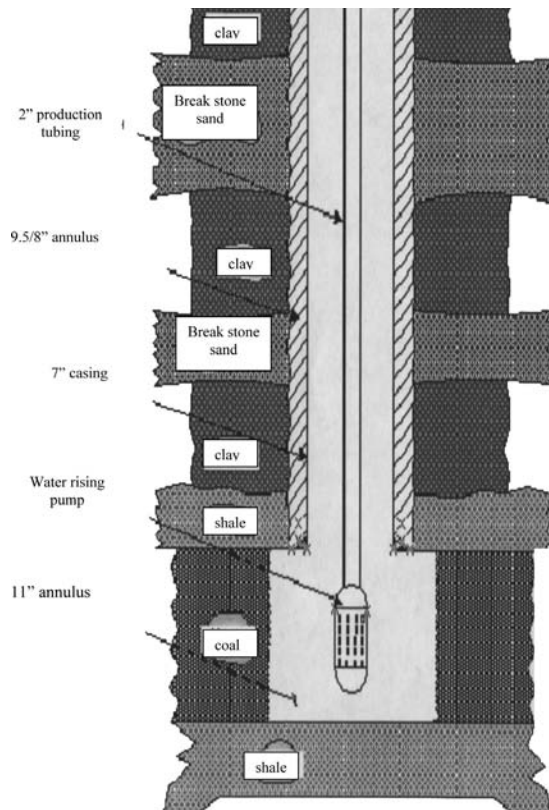 clay
Break stone
sand
2” production
tubing
9.5/8” annulus
clay
Break stone
sand
7” casing
clay
Water rising
pump
shale
11” annulus
coal
shale